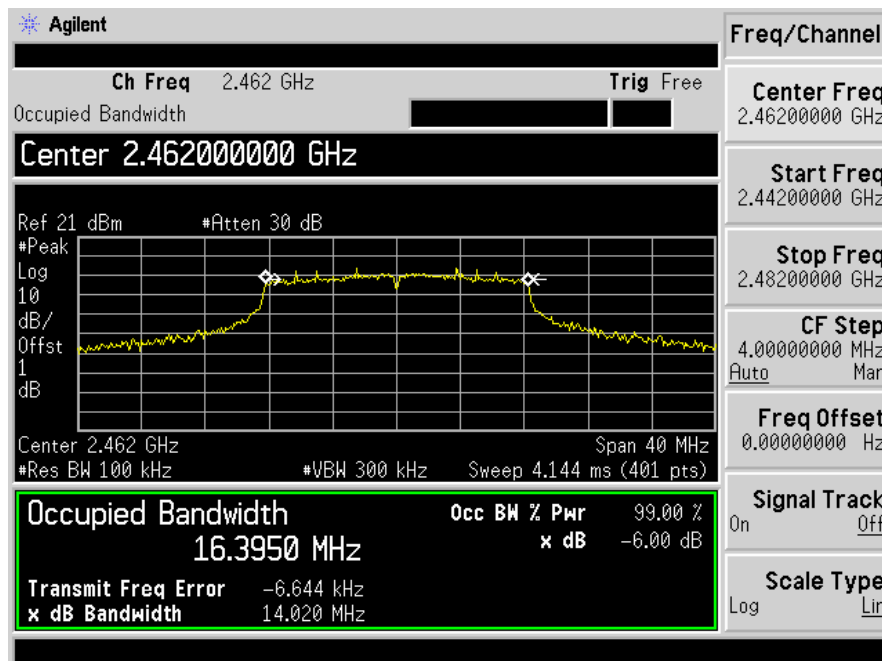 Agilent
Freq/Channel
Ch Freq 2.462 GHz Trig Free
Occupied Bandwidth
Center 2.462000000 GHz
Ref 21 dBm #Atten 30 dB
#Peak
Log
10
dB/
Offst
1
dB
Center 2.462 GHz Span 40 MHz
#Res BW 100 kHz #VBW 300 kHz Sweep 4.144 ms (401 pts)
Occupied Bandwidth
16.3950 MHz
Occ BW % Pwr 99.00 %
x dB -6.00 dB
Transmit Freq Error -6.644 kHz
x dB Bandwidth 14.020 MHz
Center Freq
2.46200000 GHz
Start Freq
2.44200000 GHz
Stop Freq
2.48200000 GHz
CF Step
4.00000000 MHz
Auto Man
Freq Offset
0.00000000 Hz
Signal Track
On Off
Scale Type
Log Lin